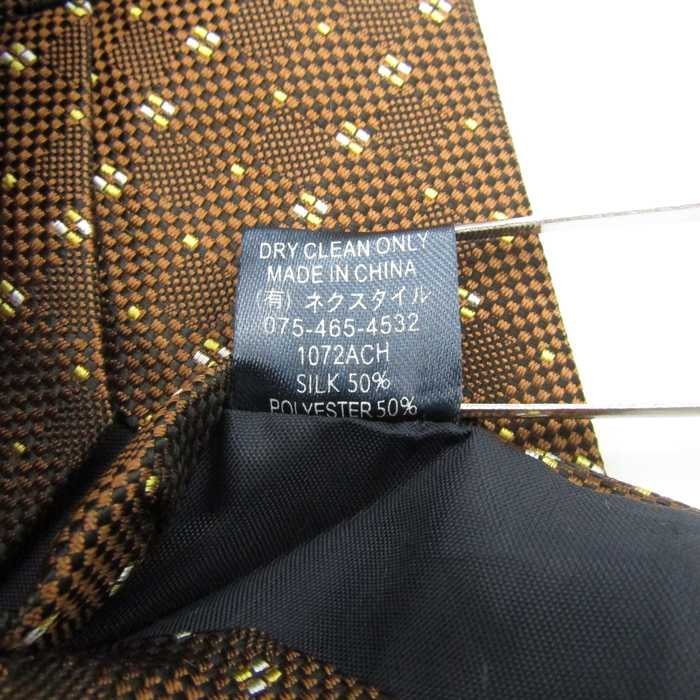 DRY CLEAN ONLY
MADE IN CHINA
(有) ネクスタイル
075-465-4532
1072ACH
SILK 50%
POLYESTER 50%